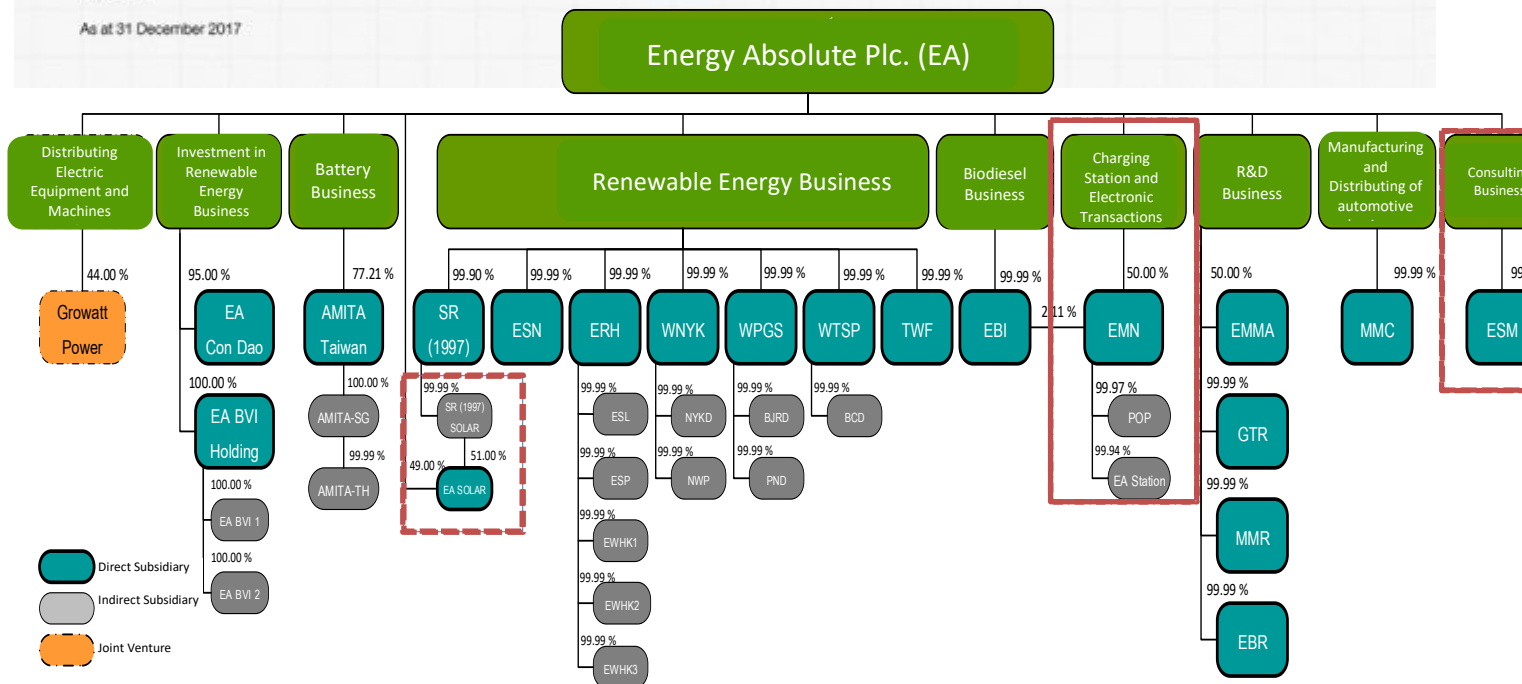 As at 31 December 2017
Energy Absolute Plc. (EA)
Distributing
Electric
Equipment and
Machines
Investment in
Renewable
Energy
Business
Battery
Business
Renewable Energy Business
Biodiesel
Business
Charging
Station and
Electronic
Transactions
R&D
Business
Manufacturing
and
Distributing of
automotive
Business
44.00 %
95.00 %
77.21 %
99.90 %
99.99 %
99.99 %
99.99 %
99.99 %
99.99 %
99.99 %
99.99 %
50.00 %
50.00 %
99.99 %
99
Growatt
Power
EA
Con Dao
AMITA
Taiwan
SR
(1997)
ESN
ERH
WNYK
WPGS
WTSP
TWF
EBI
2.11 %
EMN
EMMA
MMC
ESM
100.00 %
EA BVI
Holding
100.00 %
EA BVI 1
100.00 %
EA BVI 2
100.00 %
AMITA-SG
99.99 %
AMITA-TH
99.99 %
SR (1997)
SOLAR
49.00 %
51.00 %
EA SOLAR
99.99 %
ESL
99.99 %
ESP
99.99 %
EWHK1
99.99 %
EWHK2
99.99 %
EWHK3
99.99 %
NYKD
99.99 %
NWP
99.99 %
BJRD
99.99 %
PND
99.99 %
BCD
99.97 %
POP
99.94 %
EA Station
99.99 %
GTR
99.99 %
MMR
99.99 %
EBR
Direct Subsidiary
Indirect Subsidiary
Joint Venture